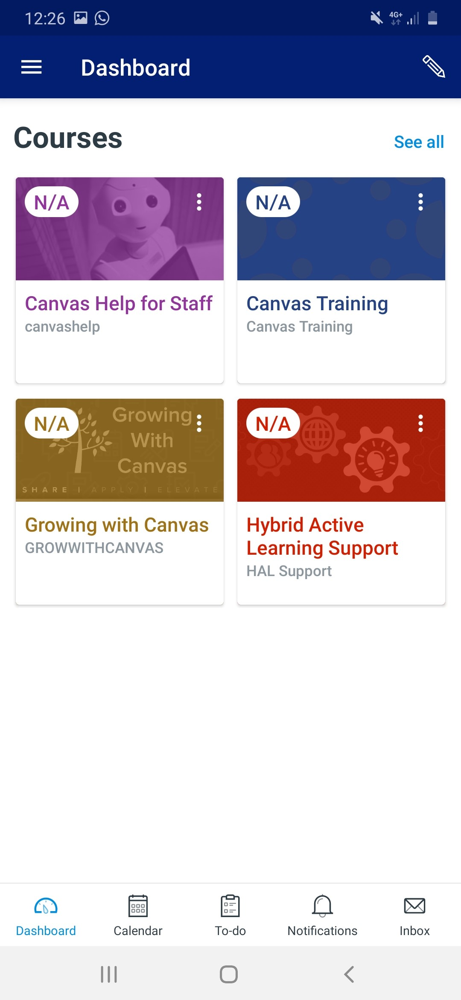 12:26
4G+
Dashboard
Courses
See all
N/A
Canvas Help for Staff
canvashelp
N/A
Canvas Training
Canvas Training
N/A
Growing
With
Canvas
SHARE | APPLY | ELEVATE
Growing with Canvas
GROWWITHCANVAS
N/A
Hybrid Active
Learning Support
HAL Support
Dashboard
Calendar
To-do
Notifications
Inbox